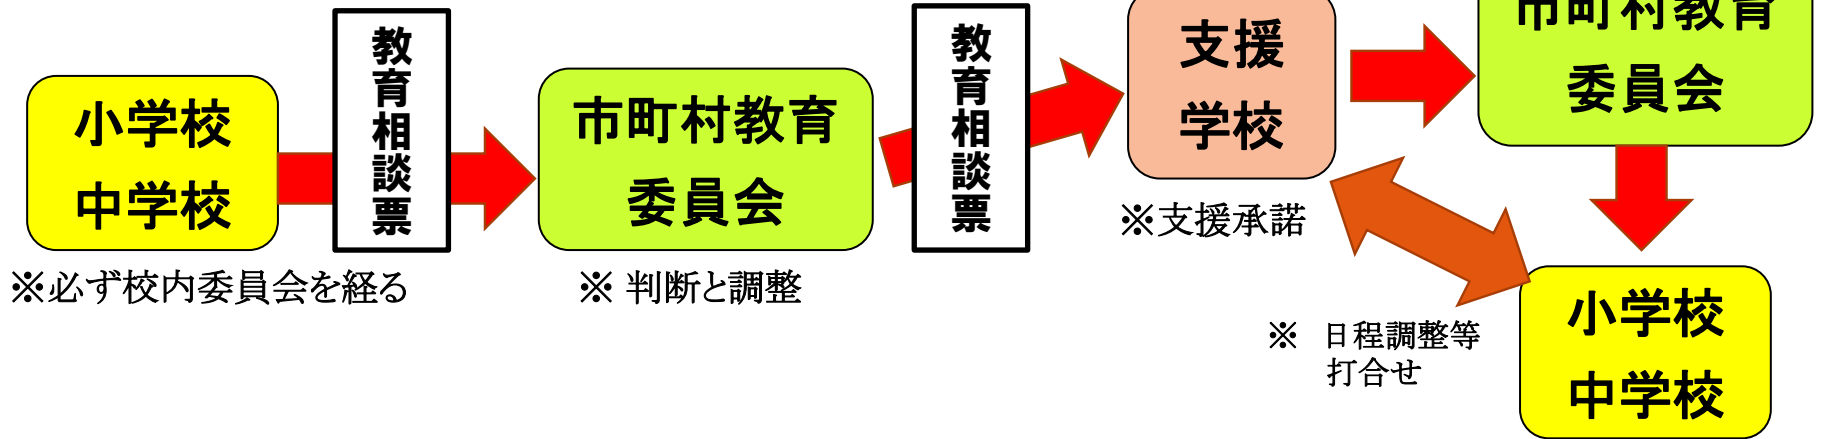 小学校
中学校
※必ず校内委員会を経る
教育相談票
市町村教育
委員会
※ 判断と調整
教育相談票
支援
学校
※支援承諾
市町村教育
委員会
※ 日程調整等
打合せ
小学校
中学校